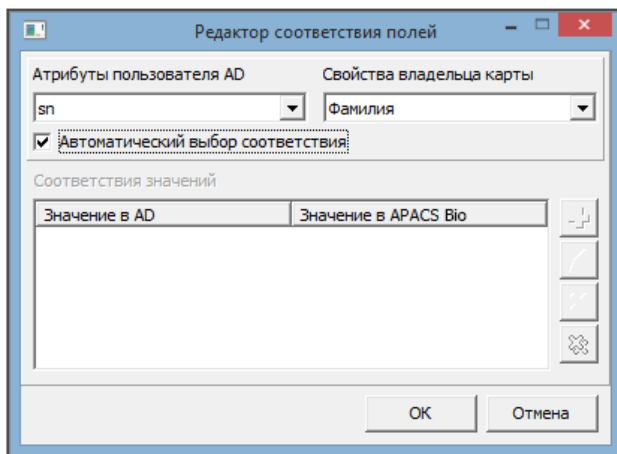 Редактор соответствия полей
Атрибуты пользователя AD Свойства владельца карты
sn Фамилия
Автоматический выбор соответствия
Соответствия значений
Значение в AD Значение в APACS Bio
OK Отмена